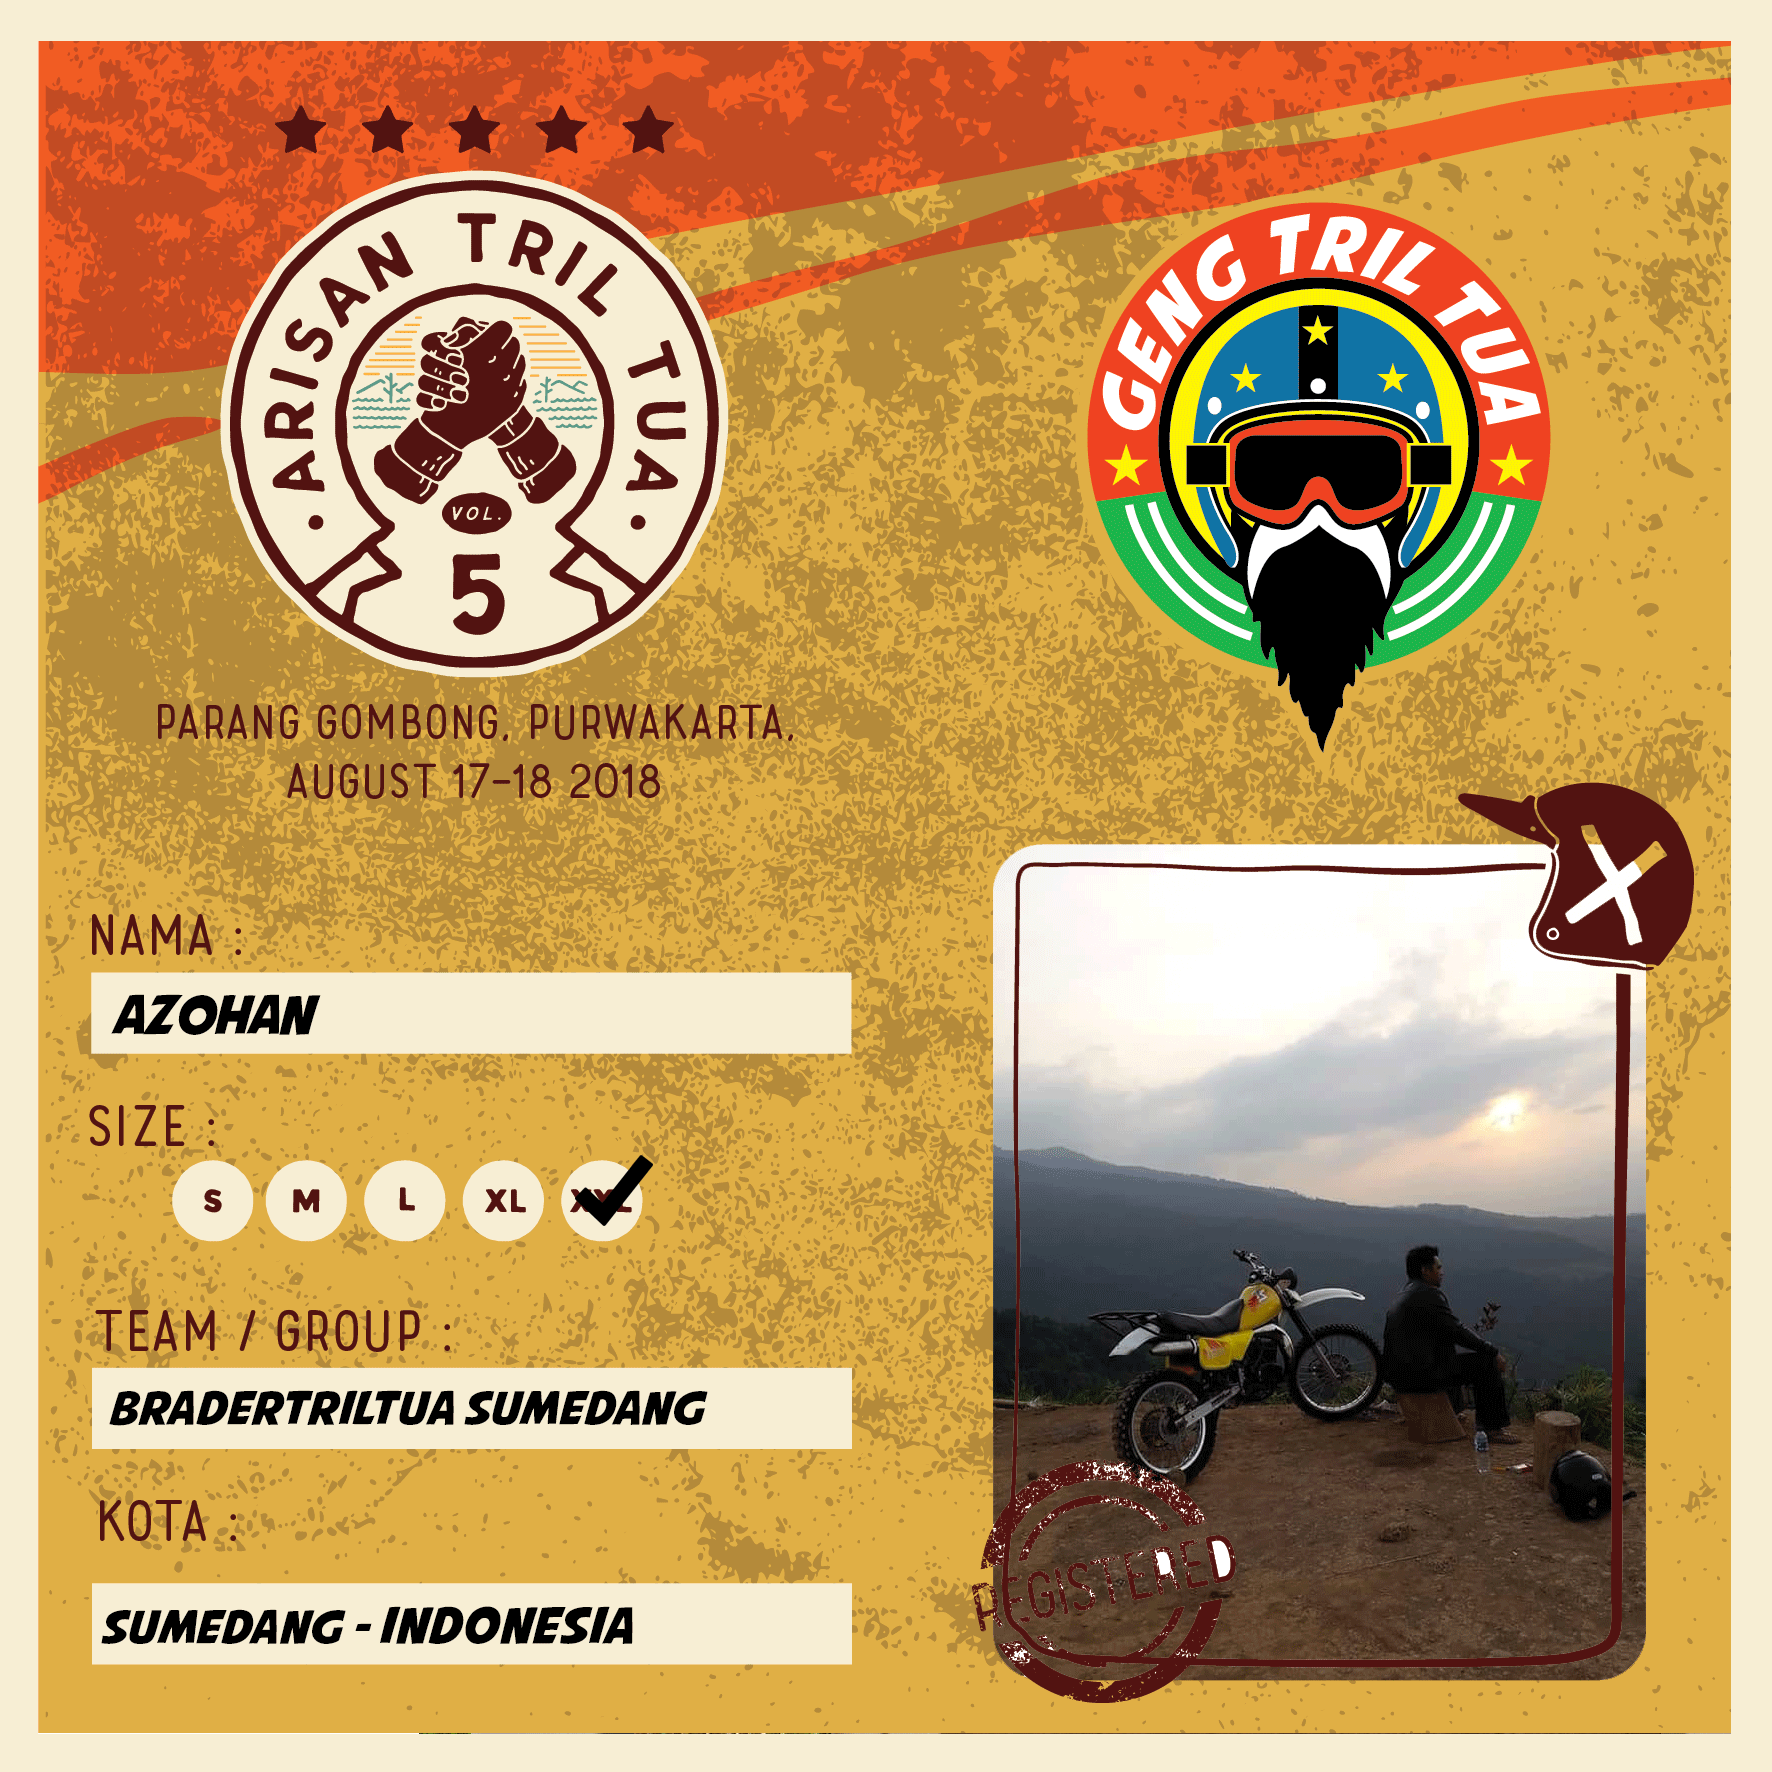 ARISAN TRIL TUA
VOL.
5
GENG TRIL TUA
PARANG GOMBONG, PURWAKARTA,
AUGUST 17-18 2018
NAMA :
AZOHAN
SIZE :
S M L XL XXL
TEAM / GROUP :
BRADERTRILTUA SUMEDANG
KOTA :
SUMEDANG - INDONESIA
REGISTERED